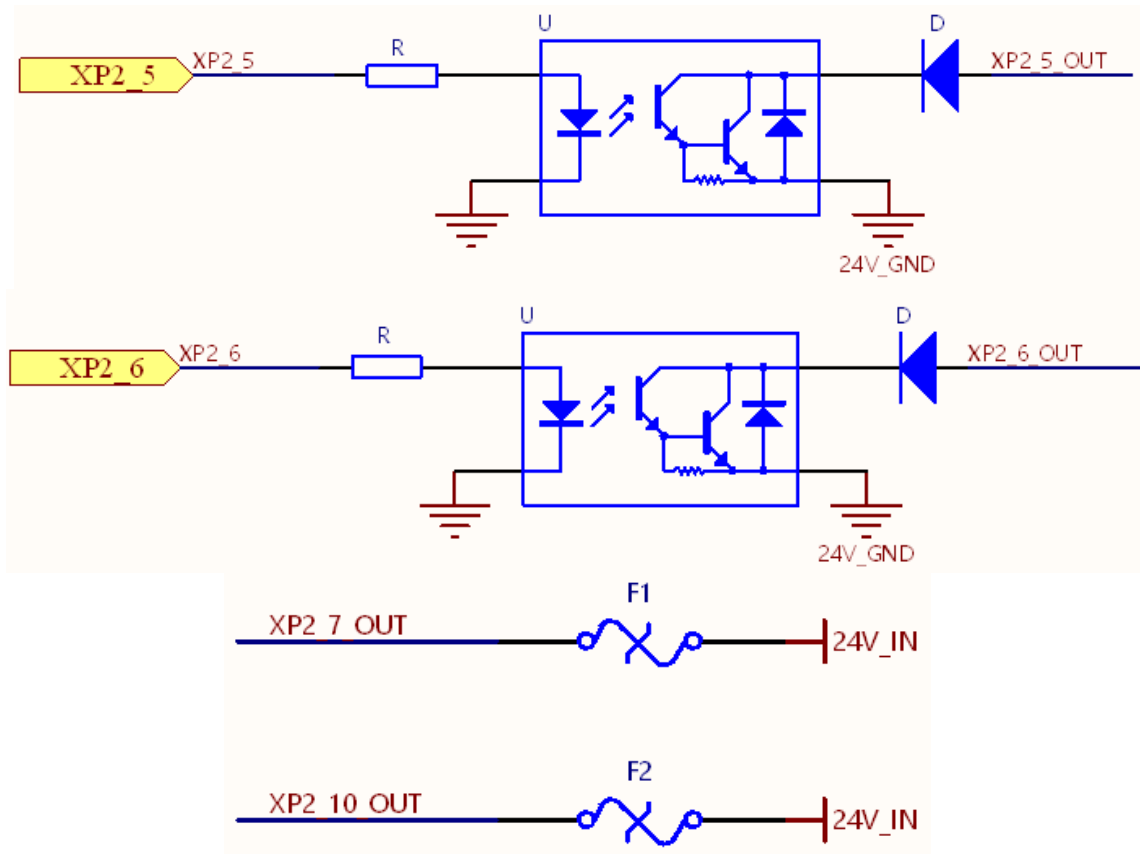 U
D
XP2_5
XP2_5
R
XP2_5_OUT
24V_GND
U
D
XP2_6
XP2_6
R
XP2_6_OUT
24V_GND
F1
XP2_7_OUT
24V_IN
F2
XP2_10_OUT
24V_IN